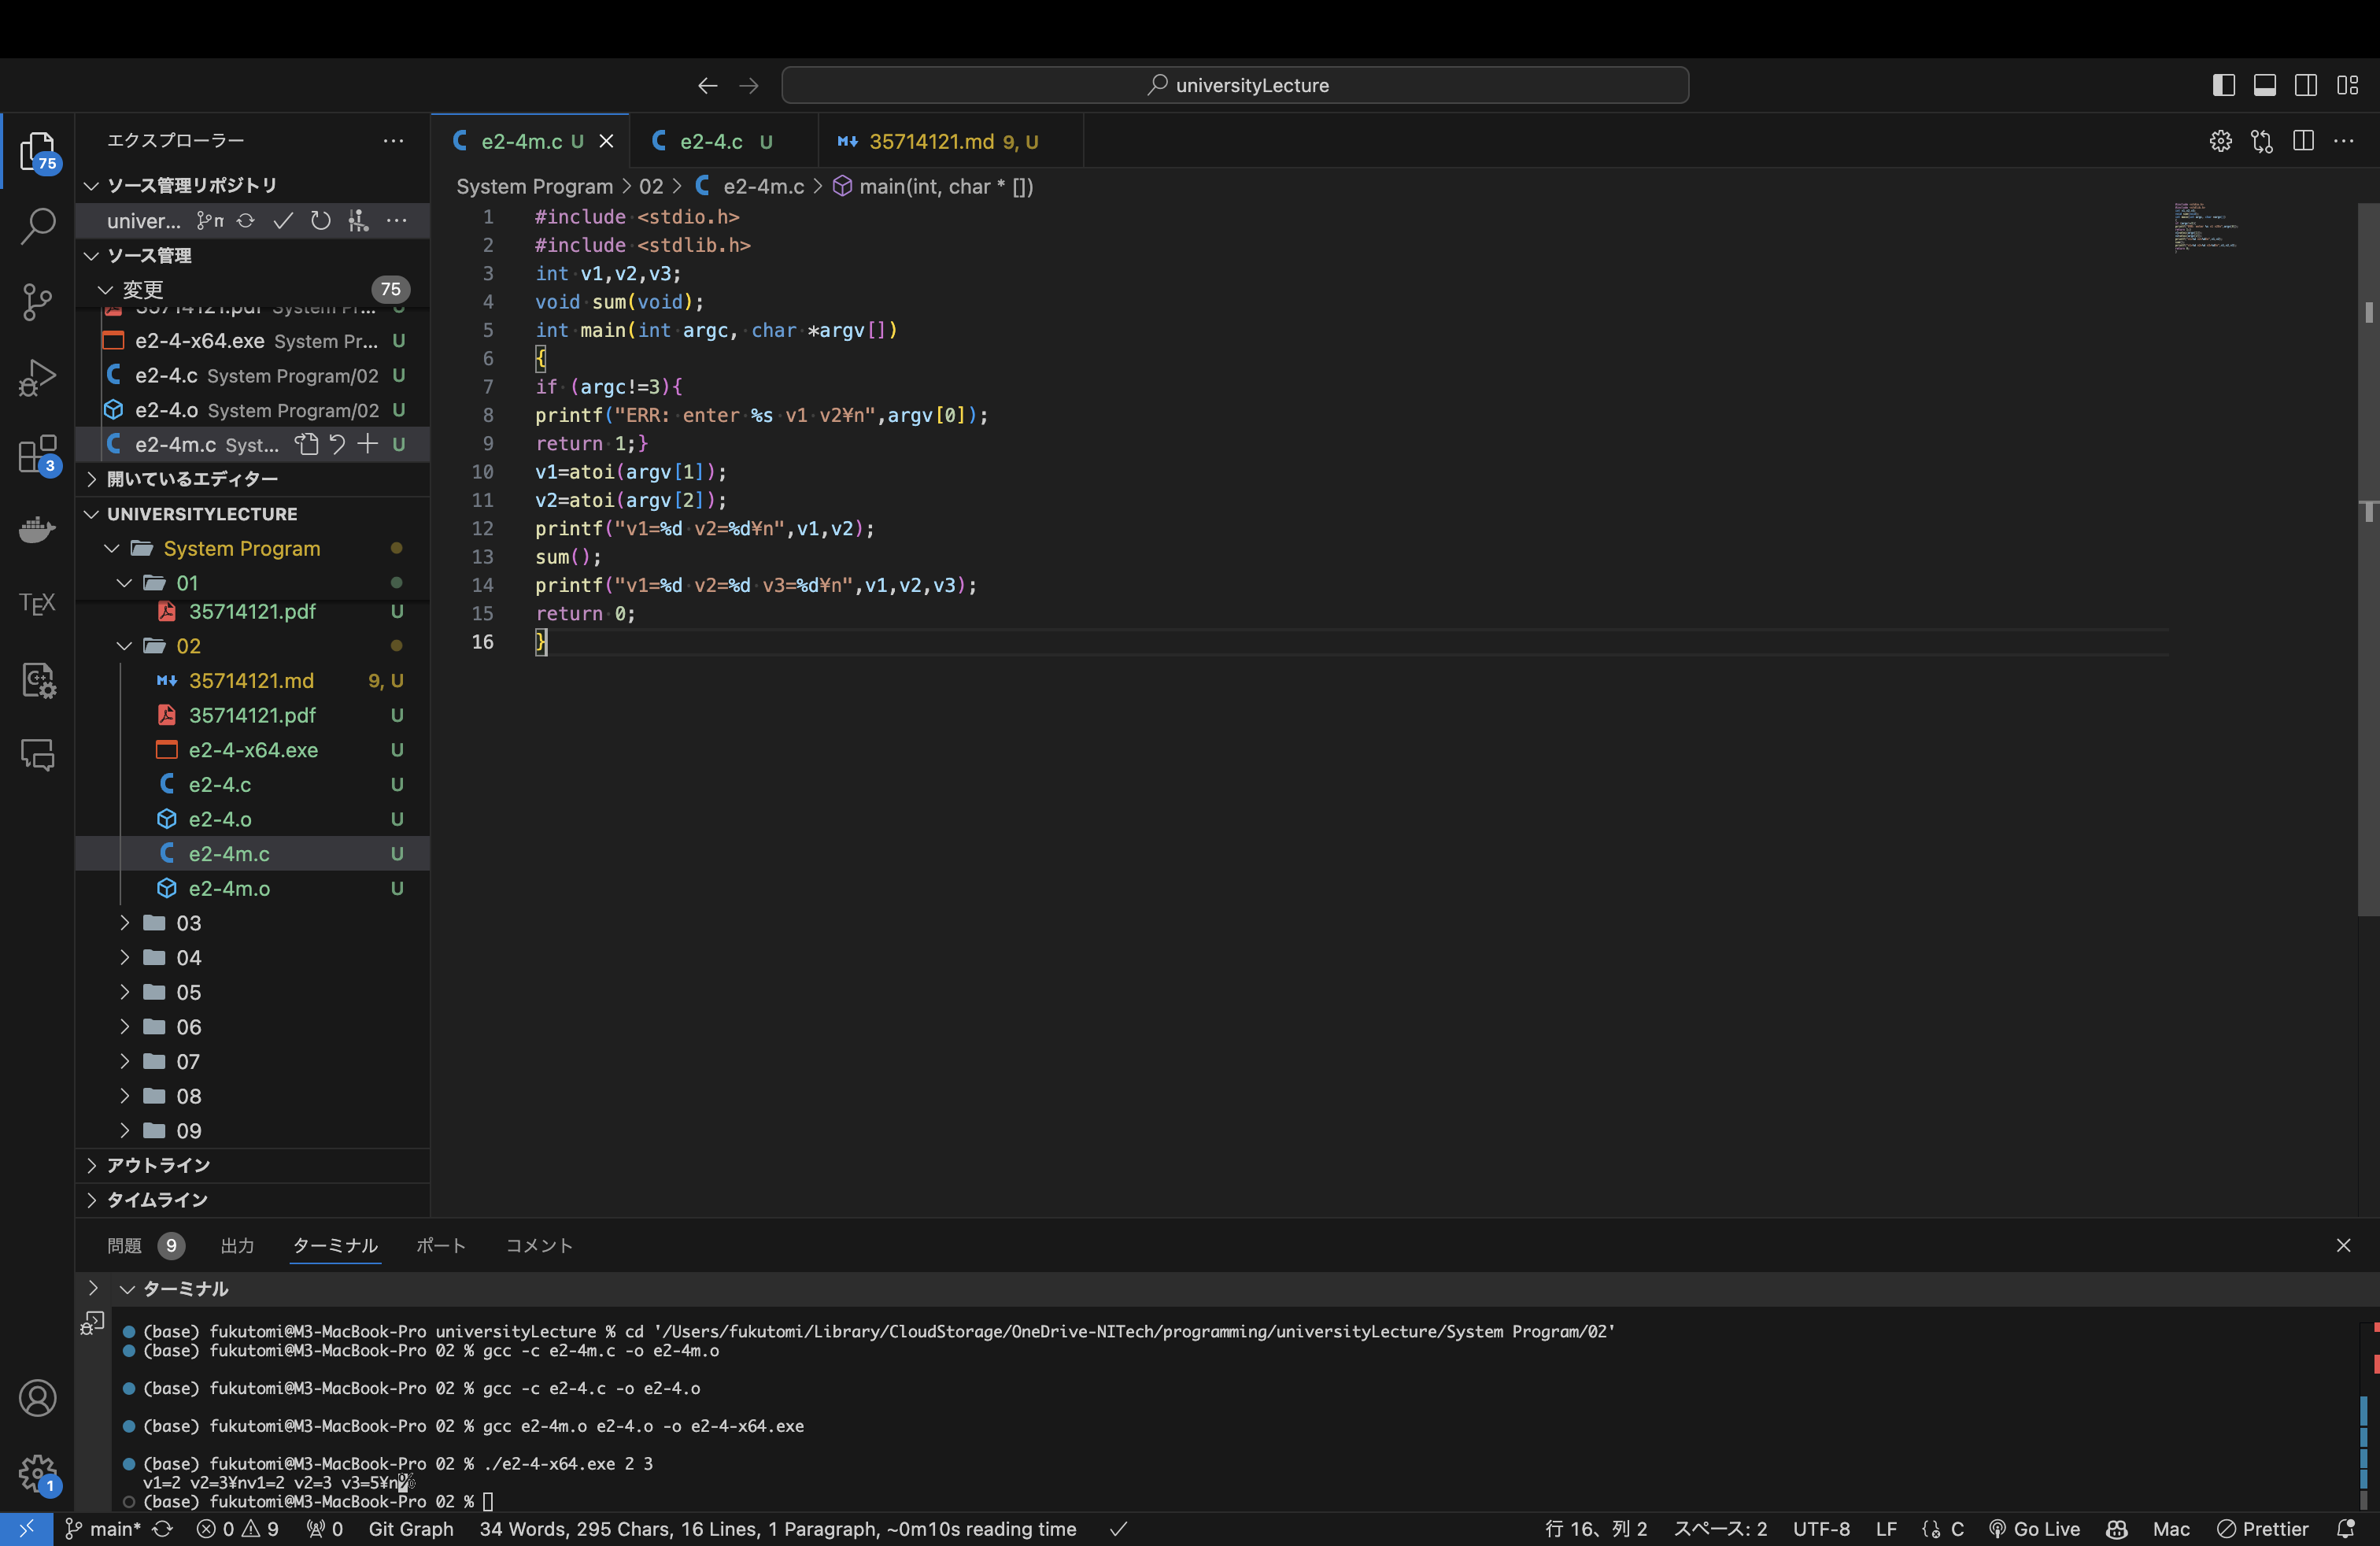 universityLecture
エクスプローラー
75
ソース管理リポジトリ
univer...
ソース管理
変更 75
35714121.pdf System Pr... U
e2-4-x64.exe System Pr... U
e2-4.c System Program/02 U
e2-4.o System Program/02 U
e2-4m.c Syst... U
3
開いているエディター
UNIVERSITYLECTURE
System Program
01
35714121.pdf U
02
35714121.md 9, U
35714121.pdf U
e2-4-x64.exe U
e2-4.c U
e2-4.o U
e2-4m.c U
e2-4m.o U
03
04
05
06
07
08
09
アウトライン
タイムライン
TEX
C++
1
e2-4m.c U
e2-4.c U
35714121.md 9, U
System Program > 02 > e2-4m.c > main(int, char * [])
1 #include <stdio.h>
2 #include <stdlib.h>
3 int v1,v2,v3;
4 void sum(void);
5 int main(int argc, char *argv[])
6 {
7 if (argc!=3){
8 printf("ERR: enter %s v1 v2¥n",argv[0]);
9 return 1;}
10 v1=atoi(argv[1]);
11 v2=atoi(argv[2]);
12 printf("v1=%d v2=%d¥n",v1,v2);
13 sum();
14 printf("v1=%d v2=%d v3=%d¥n",v1,v2,v3);
15 return 0;
16 }
問題 9 出力 ターミナル ポート コメント
ターミナル
(base) fukutomi@M3-MacBook-Pro universityLecture % cd '/Users/fukutomi/Library/CloudStorage/OneDrive-NITech/programming/universityLecture/System Program/02'
(base) fukutomi@M3-MacBook-Pro 02 % gcc -c e2-4m.c -o e2-4m.o
(base) fukutomi@M3-MacBook-Pro 02 % gcc -c e2-4.c -o e2-4.o
(base) fukutomi@M3-MacBook-Pro 02 % gcc e2-4m.o e2-4.o -o e2-4-x64.exe
(base) fukutomi@M3-MacBook-Pro 02 % ./e2-4-x64.exe 2 3
v1=2 v2=3¥nv1=2 v2=3 v3=5¥n%
(base) fukutomi@M3-MacBook-Pro 02 %
main* 0 9 0 Git Graph 34 Words, 295 Chars, 16 Lines, 1 Paragraph, ~0m10s reading time 行 16、列 2 スペース: 2 UTF-8 LF C Go Live Mac Prettier